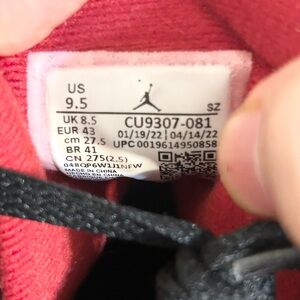 US
9.5
SZ
UK 8.5
EUR 43
cm 27.5
BR 41
CN 275(2.5)
CU9307-081
01/19/22 04/14/22
UPC 0019614950858
MADE IN CHINA